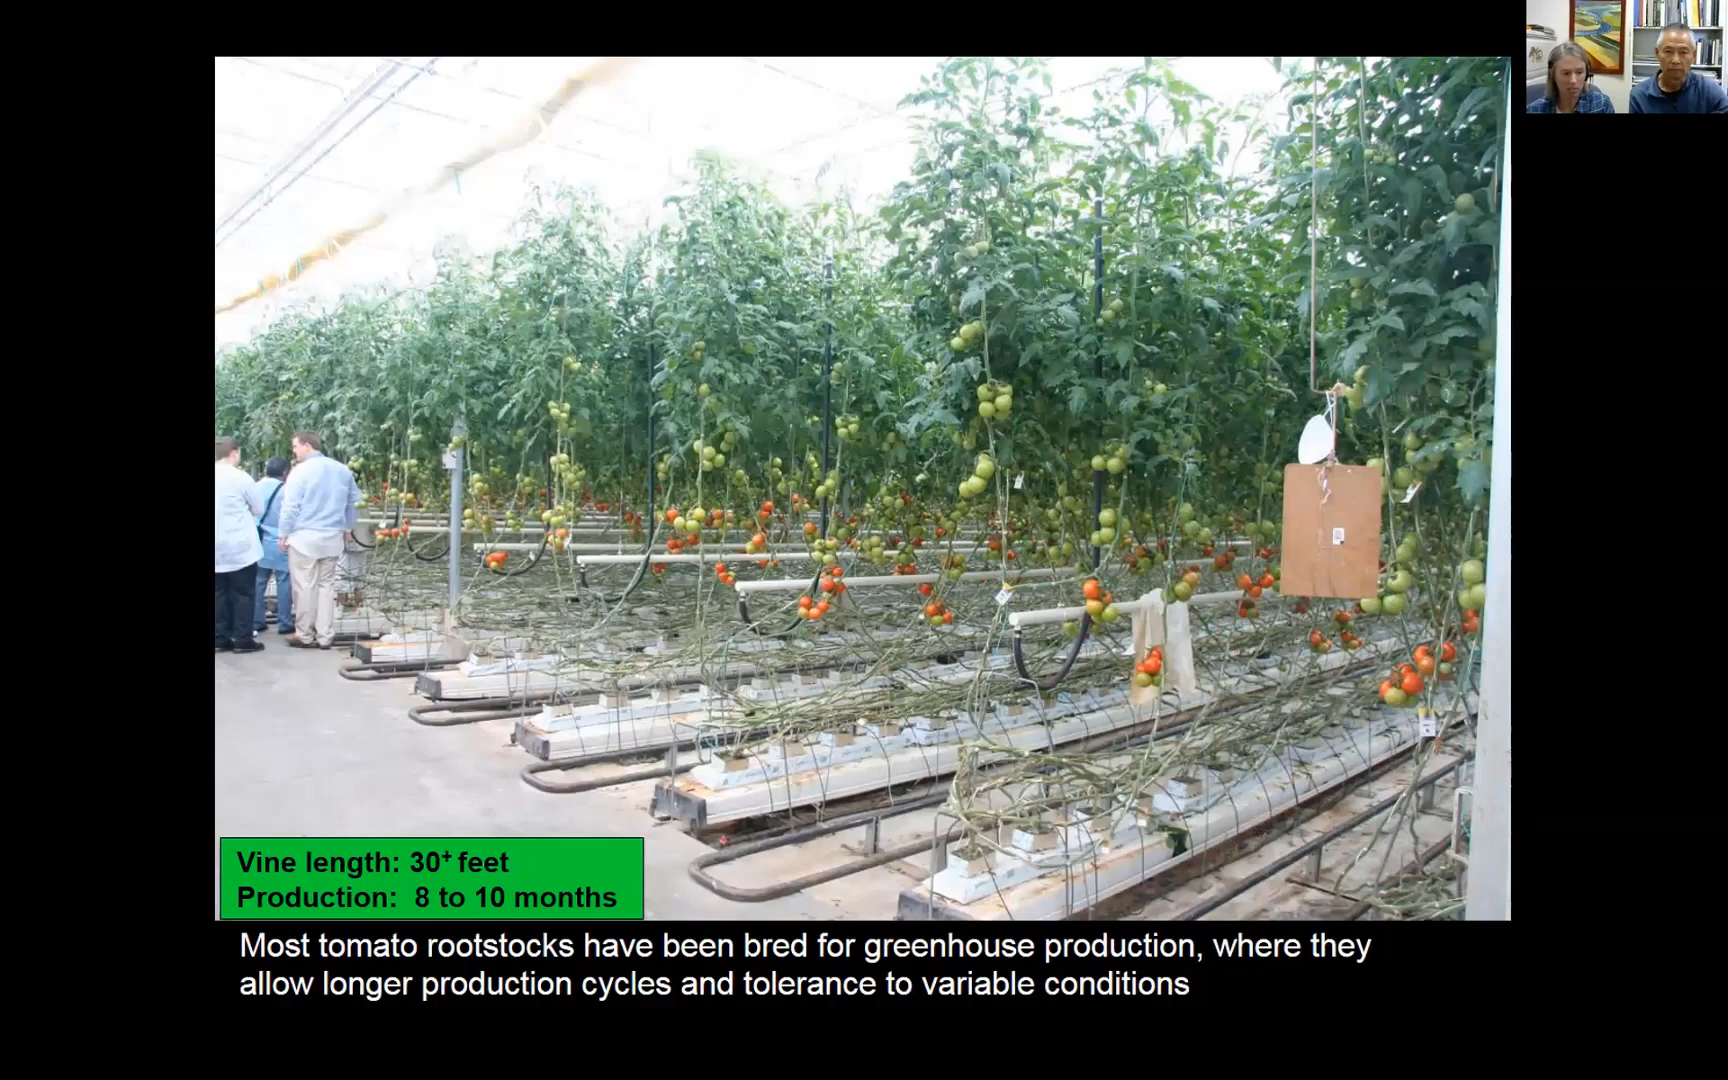 Vine length: 30+ feet
Production: 8 to 10 months
Most tomato rootstocks have been bred for greenhouse production, where they
allow longer production cycles and tolerance to variable conditions